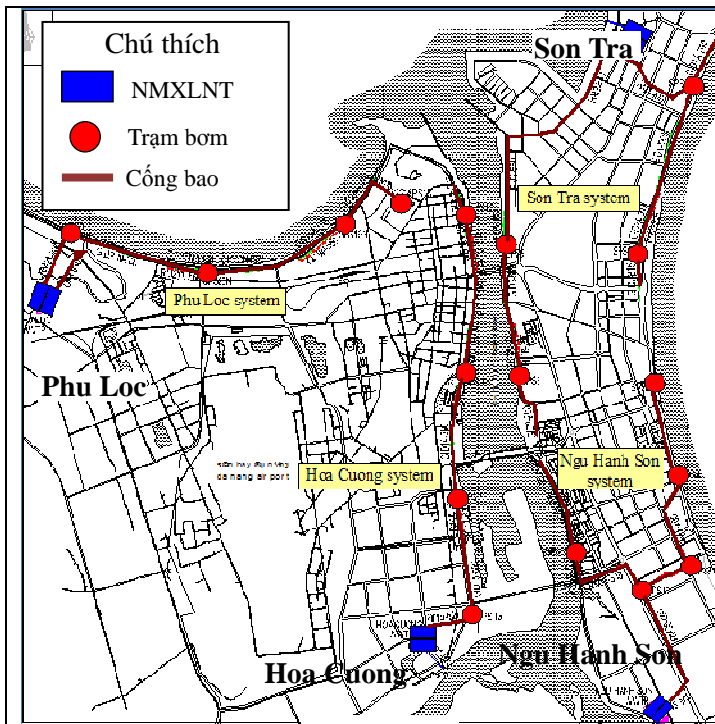 Chú thích
NMXLNT
Trạm bơm
Cống bao
Son Tra
Son Tra system
Phu Loc system
Phu Loc
Hoa Cuong system
Ngu Hanh Son
system
Hoa Cuong
Ngu Hanh Son